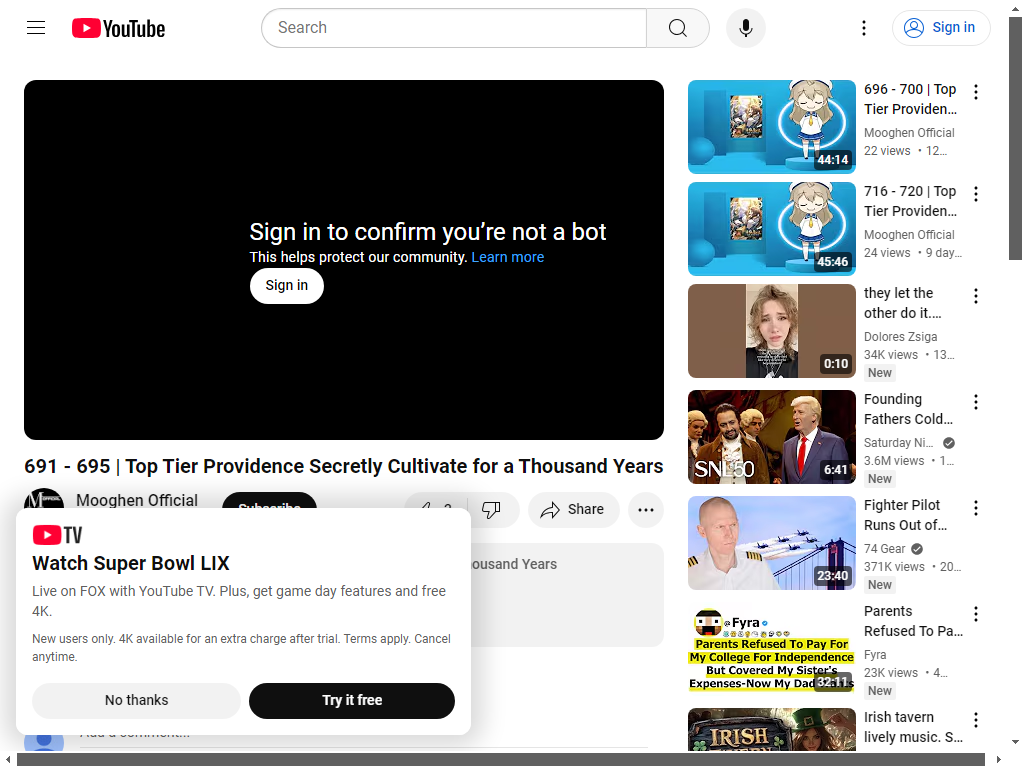 YouTube
Search
Sign in
Sign in to confirm you’re not a bot
This helps protect our community. Learn more
Sign in
691 - 695 | Top Tier Providence Secretly Cultivate for a Thousand Years
Mooghen Official
Subscribe
Share
ousand Years
TV
Watch Super Bowl LIX
Live on FOX with YouTube TV. Plus, get game day features and free
4K.
New users only. 4K available for an extra charge after trial. Terms apply. Cancel
anytime.
No thanks
Try it free
Add a comment...
44:14
696 - 700 | Top
Tier Providen...
Mooghen Official
22 views • 12...
45:46
716 - 720 | Top
Tier Providen...
Mooghen Official
24 views • 9 day...
0:10
they let the
other do it....
Dolores Zsiga
34K views • 13...
New
SNL50
6:41
Founding
Fathers Cold...
Saturday Ni...
3.6M views • 1...
New
23:40
Fighter Pilot
Runs Out of...
74 Gear
371K views • 20...
New
Fyra
Parents Refused To Pay For
My College For Independence
But Covered My Sister's
Expenses-Now My Dad
32:11
Parents
Refused To Pa...
Fyra
23K views • 4...
New
IRISH
Irish tavern
lively music. S...